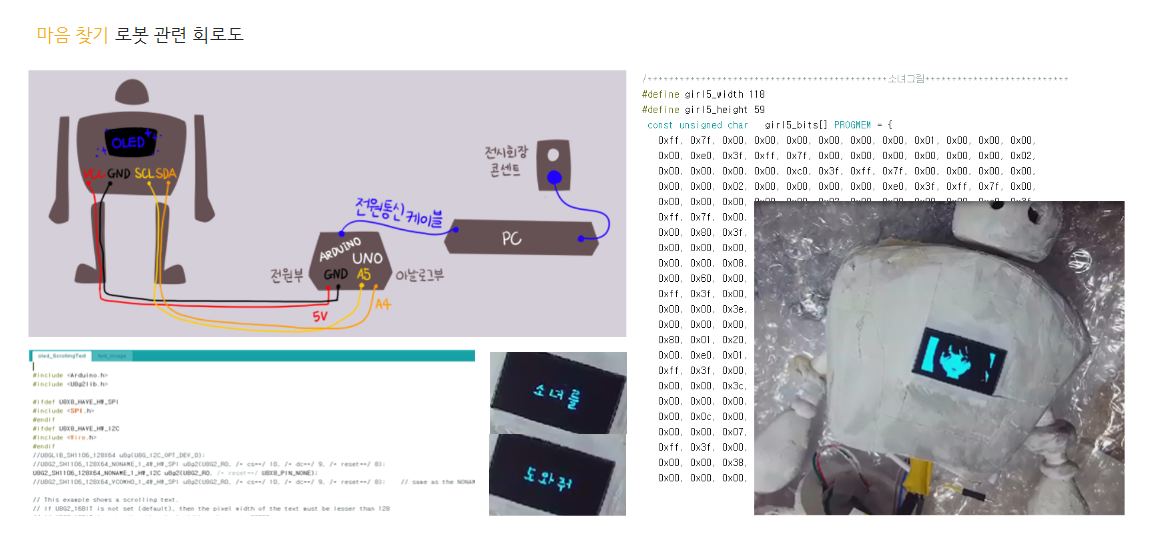 마음 찾기 로봇 관련 회로도
OLED
VCC GND SCL SDA
전시회장
콘센트
전원통신케이블
PC
ARDUINO
UNO
전원부
GND A5
아날로그부
5V
A4
oled_ScrollingText
#include <Arduino.h>
#include <U8g2lib.h>
#ifdef U8X8_HAVE_HW_SPI
#include <SPI.h>
#endif
#ifdef U8X8_HAVE_HW_I2C
#include <Wire.h>
#endif
//U8GLIB_SH1106_128X64 u8g(U8G_I2C_OPT_DEV_0);
//U8G2_SH1106_128X64_NONAME_1_4W_HW_SPI u8g2(U8G2_R0, /* cs=*/ 10, /* dc=*/ 9, /* reset=*/ 8);
U8G2_SH1106_128X64_NONAME_1_HW_I2C u8g2(U8G2_R0, /* reset=*/ U8X8_PIN_NONE);
//U8G2_SH1106_128X64_VCOMH0_1_4W_HW_SPI u8g2(U8G2_R0, /* cs=*/ 10, /* dc=*/ 9, /* reset=*/ 8); // same as the NONAM
// This example shows a scrolling text.
// If U8G2_16BIT is not set (default), then the pixel width of the text must be lesser than 128
소녀를
도와줘
/*******************************************소녀그림***************************
#define girl5_width 118
#define girl5_height 59
const unsigned char girl5_bits[] PROGMEM = {
0xff, 0x7f, 0x00, 0x00, 0x00, 0x00, 0x00, 0x00, 0x01, 0x00, 0x00, 0x00,
0x00, 0xe0, 0x3f, 0xff, 0x7f, 0x00, 0x00, 0x00, 0x00, 0x00, 0x00, 0x02,
0x00, 0x00, 0x00, 0x00, 0xc0, 0x3f, 0xff, 0x7f, 0x00, 0x00, 0x00, 0x00,
0x00, 0x00, 0x02, 0x00, 0x00, 0x00, 0x00, 0xe0, 0x3f, 0xff, 0x7f, 0x00,
0x00, 0x00, 0x00,
0xff, 0x7f, 0x00,
0x00, 0x80, 0x3f,
0x00, 0x00, 0x00,
0x00, 0x00, 0x08,
0x00, 0x60, 0x00,
0xff, 0x3f, 0x00,
0x00, 0x00, 0x3e,
0x00, 0x00, 0x00,
0x80, 0x01, 0x20,
0x00, 0xe0, 0x01,
0xff, 0x3f, 0x00,
0x00, 0x00, 0x3c,
0x00, 0x00, 0x00,
0x00, 0x0c, 0x00,
0x00, 0x00, 0x07,
0xff, 0x3f, 0x00,
0x00, 0x00, 0x38,
0x00, 0x00, 0x00,